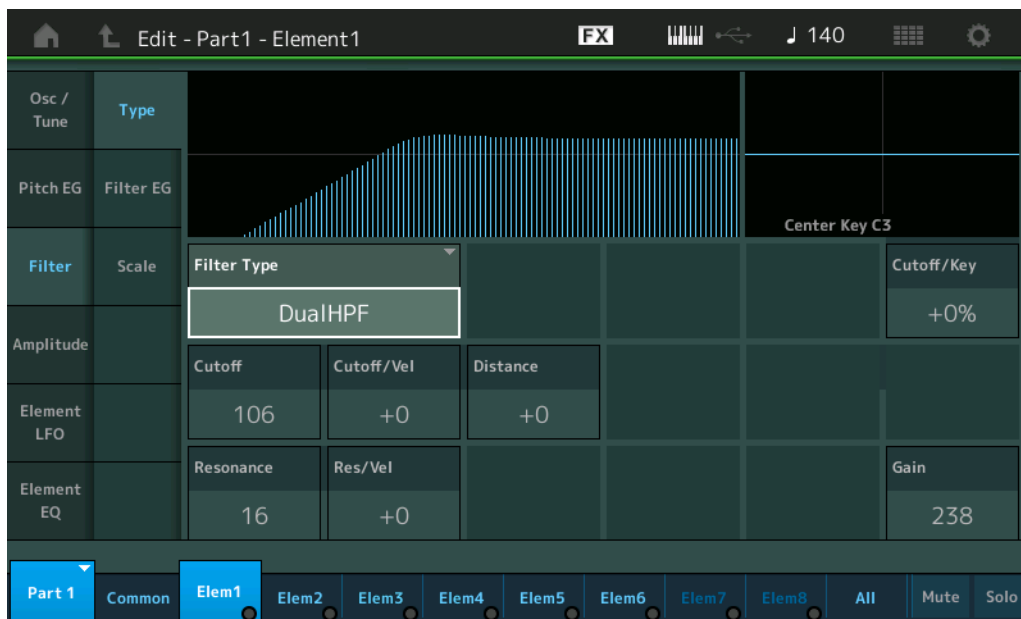 Edit - Part1 - Element1
FX
♩ 140
Osc /
Tune
Type
Pitch EG
Filter EG
Center Key C3
Filter
Scale
Filter Type
DualHPF
Cutoff/Key
+0%
Amplitude
Cutoff
Cutoff/Vel
Distance
106
+0
+0
Element
LFO
Resonance
Res/Vel
Gain
16
+0
238
Element
EQ
Part 1
Common
Elem1
Elem2
Elem3
Elem4
Elem5
Elem6
Elem7
Elem8
All
Mute
Solo